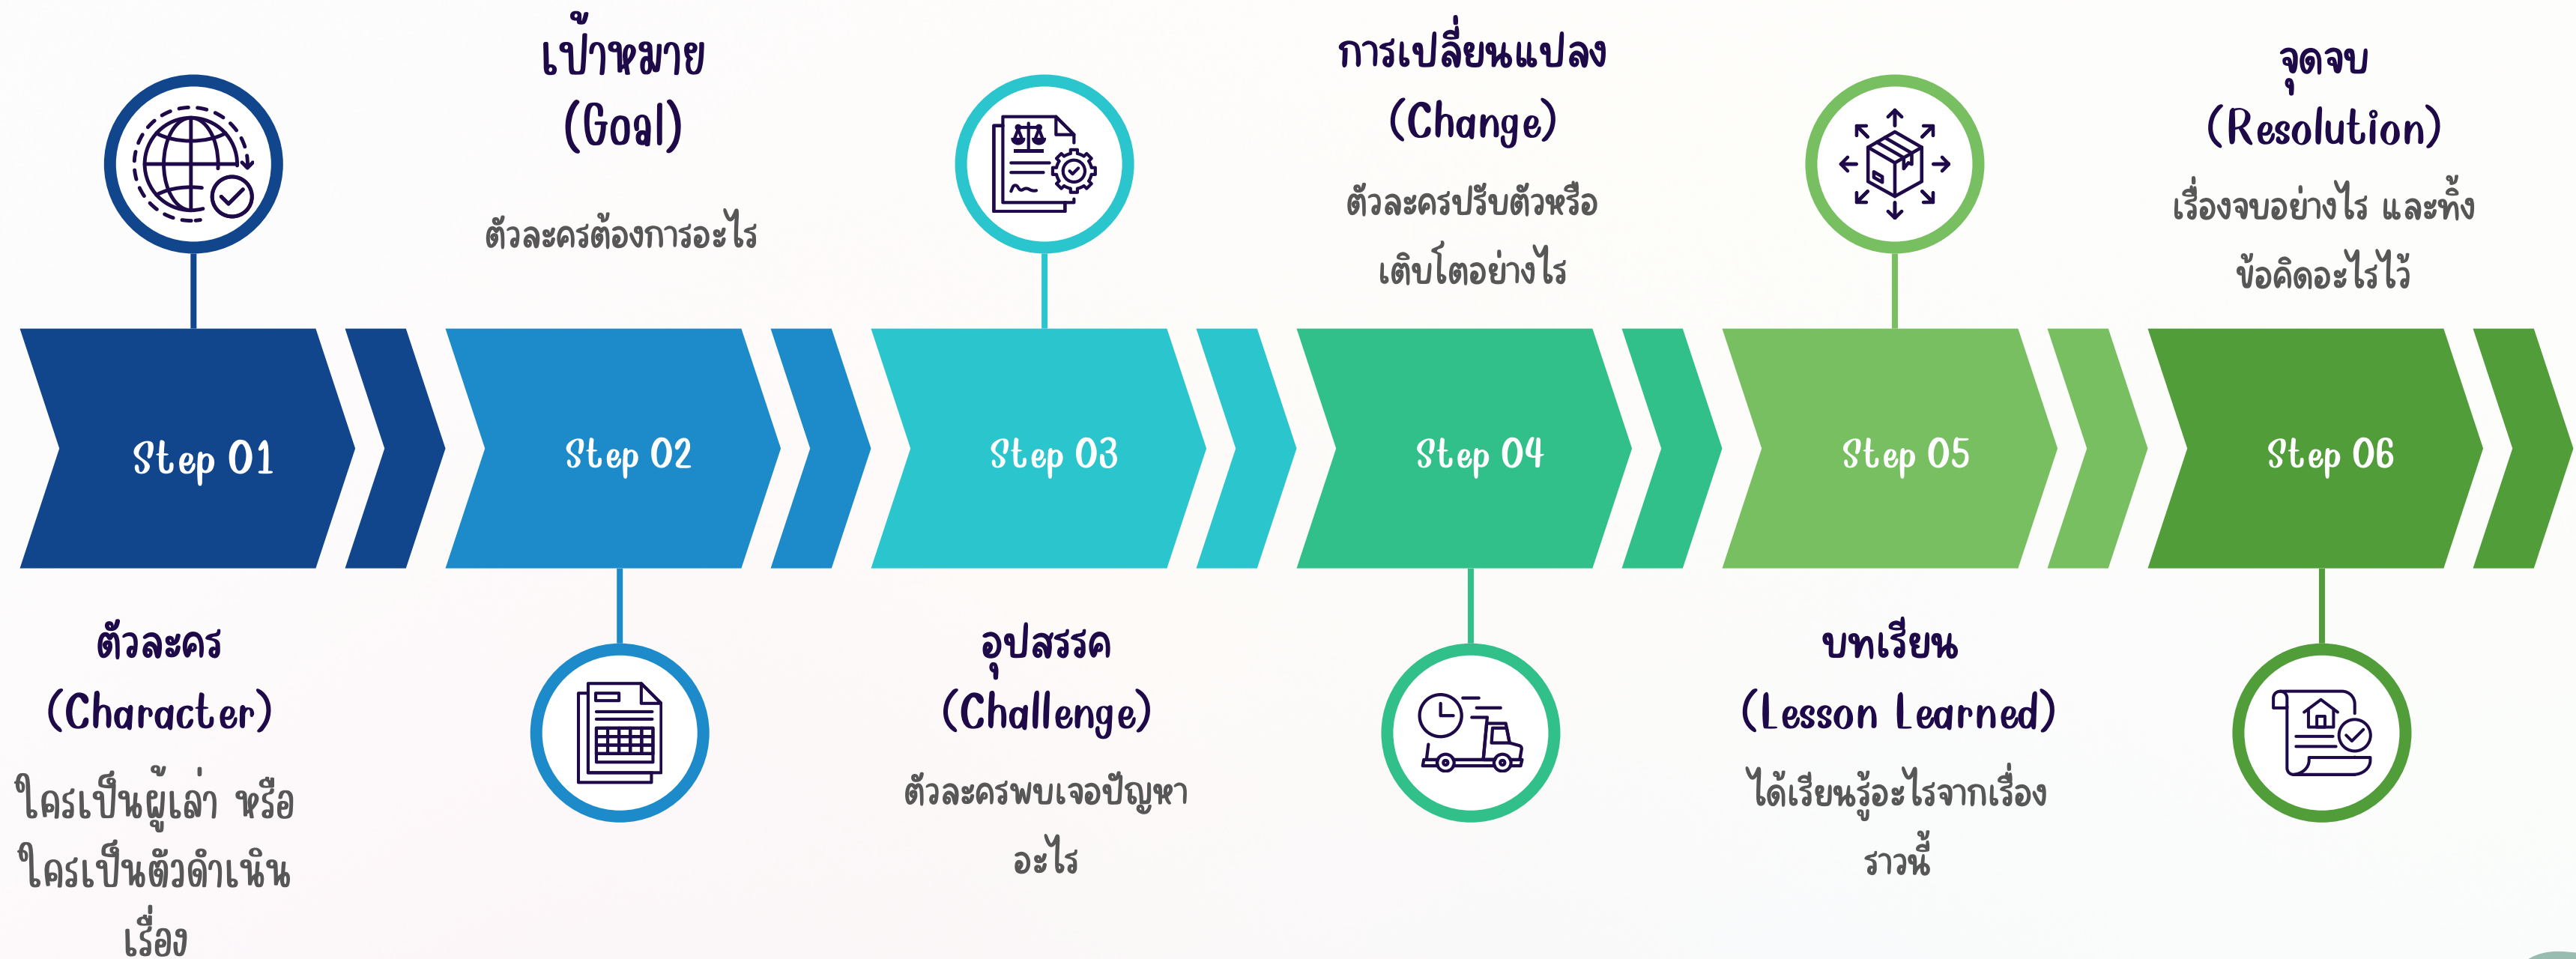 Step 01
ตัวละคร
(Character)
ใครเป็นผู้เล่า หรือ
ใครเป็นตัวดำเนิน
เรื่อง
เป้าหมาย
(Goal)
ตัวละครต้องการอะไร
Step 02
Step 03
อุปสรรค
(Challenge)
ตัวละครพบเจอปัญหา
อะไร
การเปลี่ยนแปลง
(Change)
ตัวละครปรับตัวหรือ
เติบโตอย่างไร
Step 04
Step 05
บทเรียน
(Lesson Learned)
ได้เรียนรู้อะไรจากเรื่อง
ราวนี้
จุดจบ
(Resolution)
เรื่องจบอย่างไร และทิ้ง
ข้อคิดอะไรไว้
Step 06